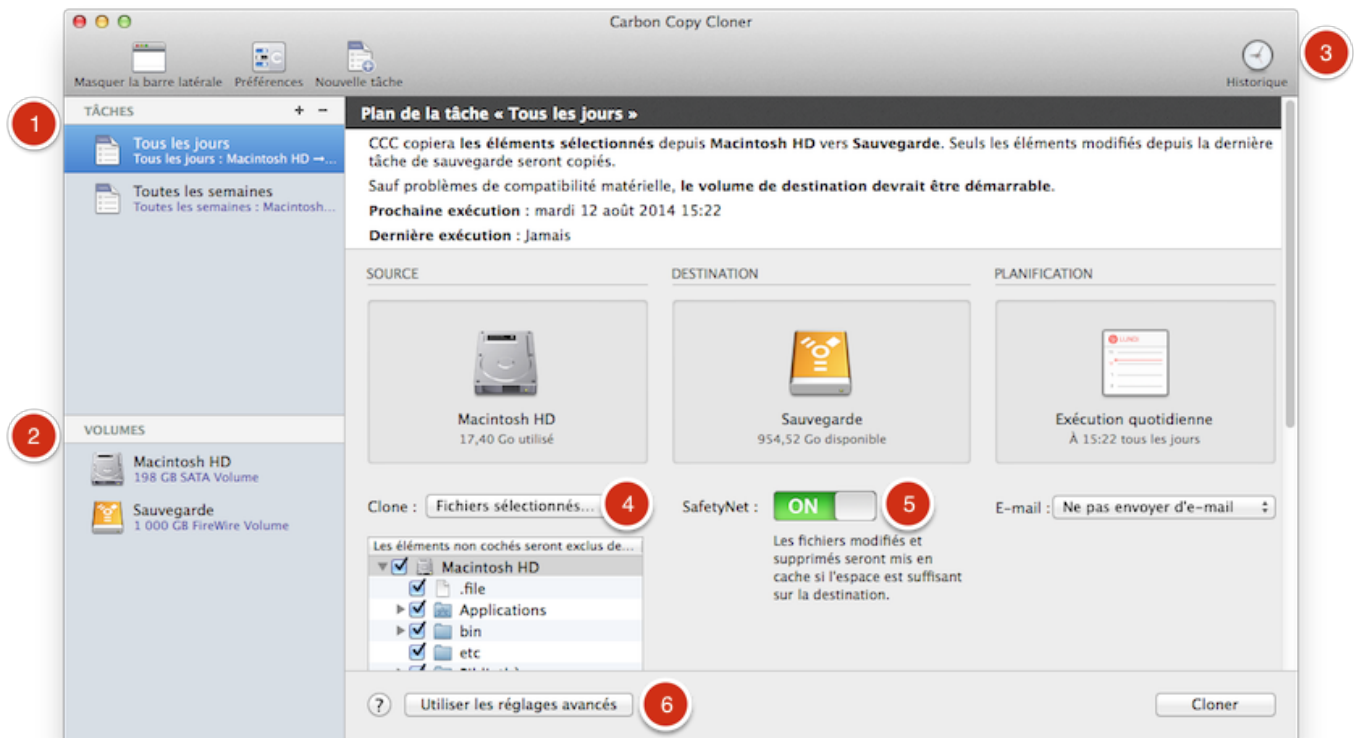 Carbon Copy Cloner
Masquer la barre latérale
Préférences
Nouvelle tâche
Historique
3
1
TÂCHES + −
Tous les jours
Tous les jours : Macintosh HD →...
Toutes les semaines
Toutes les semaines : Macintosh...
Plan de la tâche « Tous les jours »
CCC copiera les éléments sélectionnés depuis Macintosh HD vers Sauvegarde. Seuls les éléments modifiés depuis la dernière
tâche de sauvegarde seront copiés.
Sauf problèmes de compatibilité matérielle, le volume de destination devrait être démarrable.
Prochaine exécution : mardi 12 août 2014 15:22
Dernière exécution : Jamais
SOURCE
Macintosh HD
17,40 Go utilisé
DESTINATION
Sauvegarde
954,52 Go disponible
PLANIFICATION
LUNDI
Exécution quotidienne
À 15:22 tous les jours
2
VOLUMES
Macintosh HD
198 GB SATA Volume
Sauvegarde
1 000 GB FireWire Volume
Clone : Fichiers sélectionnés...
4
SafetyNet : ON
5
Les fichiers modifiés et
supprimés seront mis en
cache si l'espace est suffisant
sur la destination.
E-mail : Ne pas envoyer d'e-mail
Les éléments non cochés seront exclus de...
Macintosh HD
.file
Applications
bin
etc
? Utiliser les réglages avancés
6
Cloner